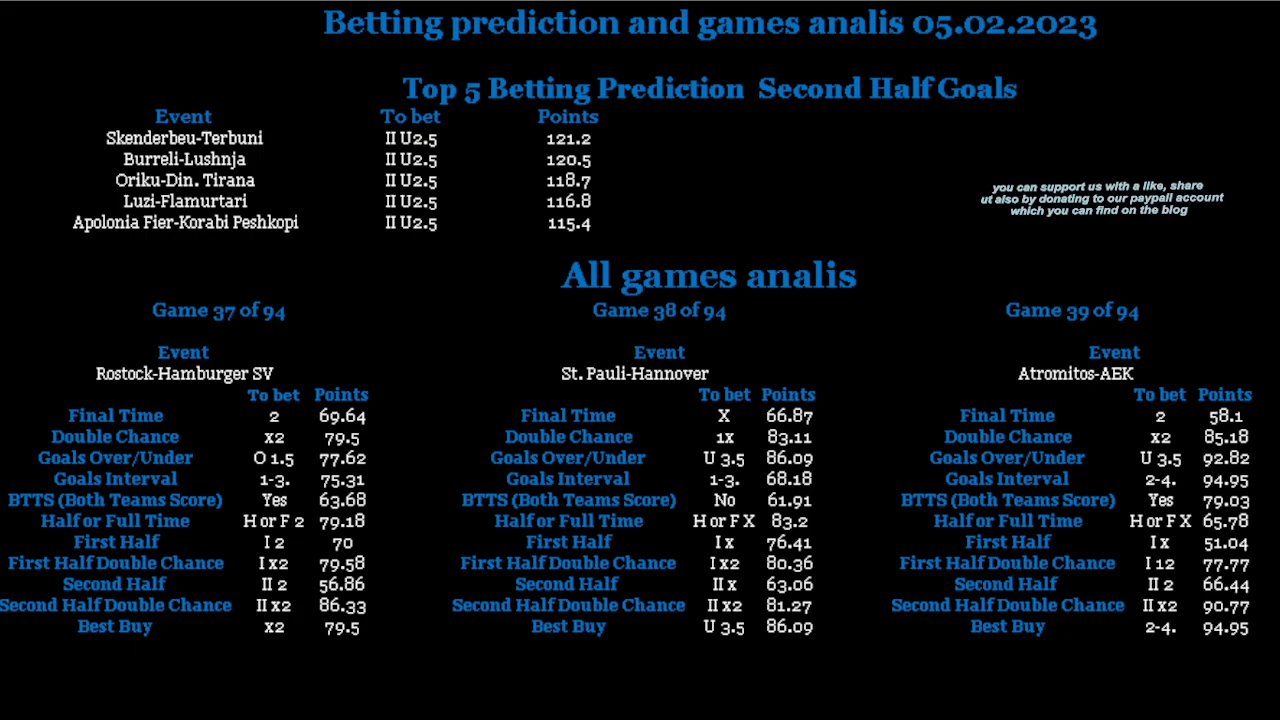 Betting prediction and games analis 05.02.2023
Top 5 Betting Prediction Second Half Goals
Event To bet Points
Skenderbeu-Terbuni II U2.5 121.2
Burreli-Lushnja II U2.5 120.5
Oriku-Din. Tirana II U2.5 118.7
Luzi-Flamurtari II U2.5 116.8
Apolonia Fier-Korabi Peshkopi II U2.5 115.4
you can support us with a like, share
ut also by donating to our paypall account
which you can find on the blog
All games analis
Game 37 of 94 Game 38 of 94 Game 39 of 94
Event Event Event
Rostock-Hamburger SV St. Pauli-Hannover Atromitos-AEK
To bet Points To bet Points To bet Points
Final Time 2 69.64 Final Time X 66.87 Final Time 2 58.1
Double Chance x2 79.5 Double Chance 1x 83.11 Double Chance x2 85.18
Goals Over/Under O 1.5 77.62 Goals Over/Under U 3.5 86.09 Goals Over/Under U 3.5 92.82
Goals Interval 1-3. 75.31 Goals Interval 1-3. 68.18 Goals Interval 2-4. 94.95
BTTS (Both Teams Score) Yes 63.68 BTTS (Both Teams Score) No 61.91 BTTS (Both Teams Score) Yes 79.03
Half or Full Time H or F 2 79.18 Half or Full Time H or F X 83.2 Half or Full Time H or F X 65.78
First Half I 2 70 First Half I x 76.41 First Half I x 51.04
First Half Double Chance I x2 79.58 First Half Double Chance I x2 80.36 First Half Double Chance I 12 77.77
Second Half II 2 56.86 Second Half II x 63.06 Second Half II 2 66.44
Second Half Double Chance II x2 86.33 Second Half Double Chance II x2 81.27 Second Half Double Chance II x2 90.77
Best Buy x2 79.5 Best Buy U 3.5 86.09 Best Buy 2-4. 94.95